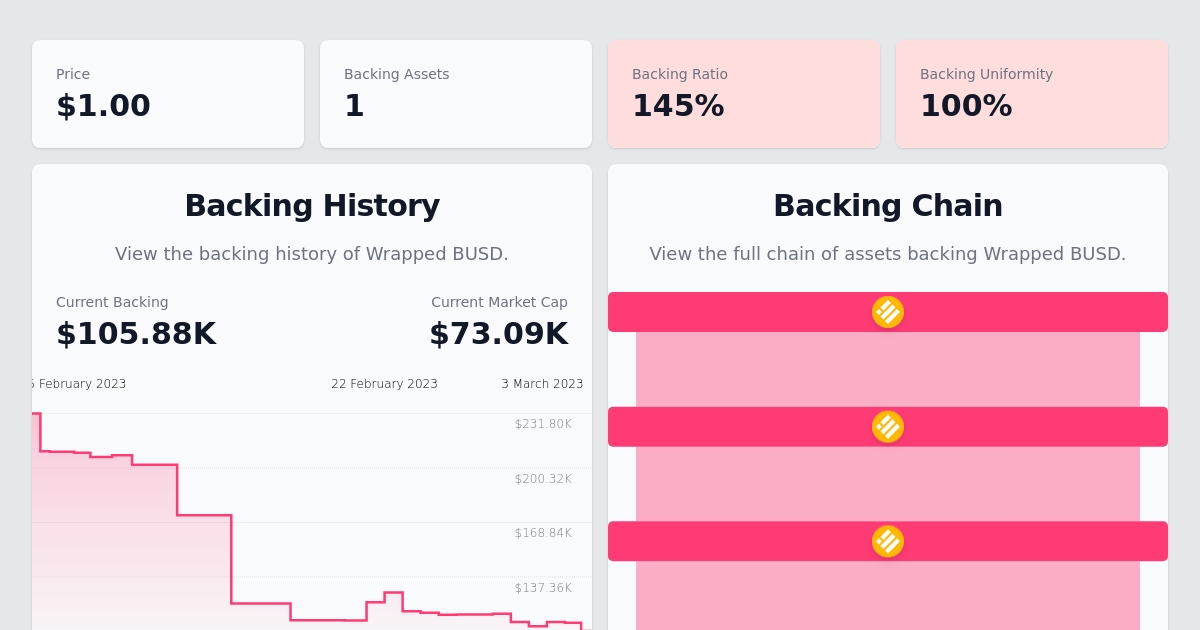 Price
$1.00
Backing Assets
1
Backing Ratio
145%
Backing Uniformity
100%
Backing History
View the backing history of Wrapped BUSD.
Current Backing
$105.88K
Current Market Cap
$73.09K
February 2023
22 February 2023
3 March 2023
$231.80K
$200.32K
$168.84K
$137.36K
Backing Chain
View the full chain of assets backing Wrapped BUSD.